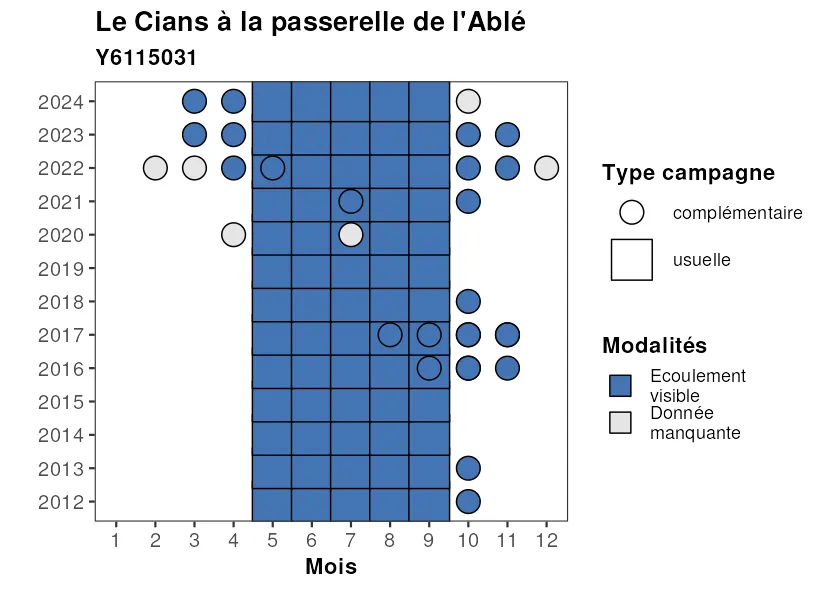 Le Cians à la passerelle de l'Ablé
Y6115031
2024
2023
2022
2021
2020
2019
2018
2017
2016
2015
2014
2013
2012
1 2 3 4 5 6 7 8 9 10 11 12
Mois
Type campagne
complémentaire
usuelle
Modalités
Ecoulement
visible
Donnée
manquante